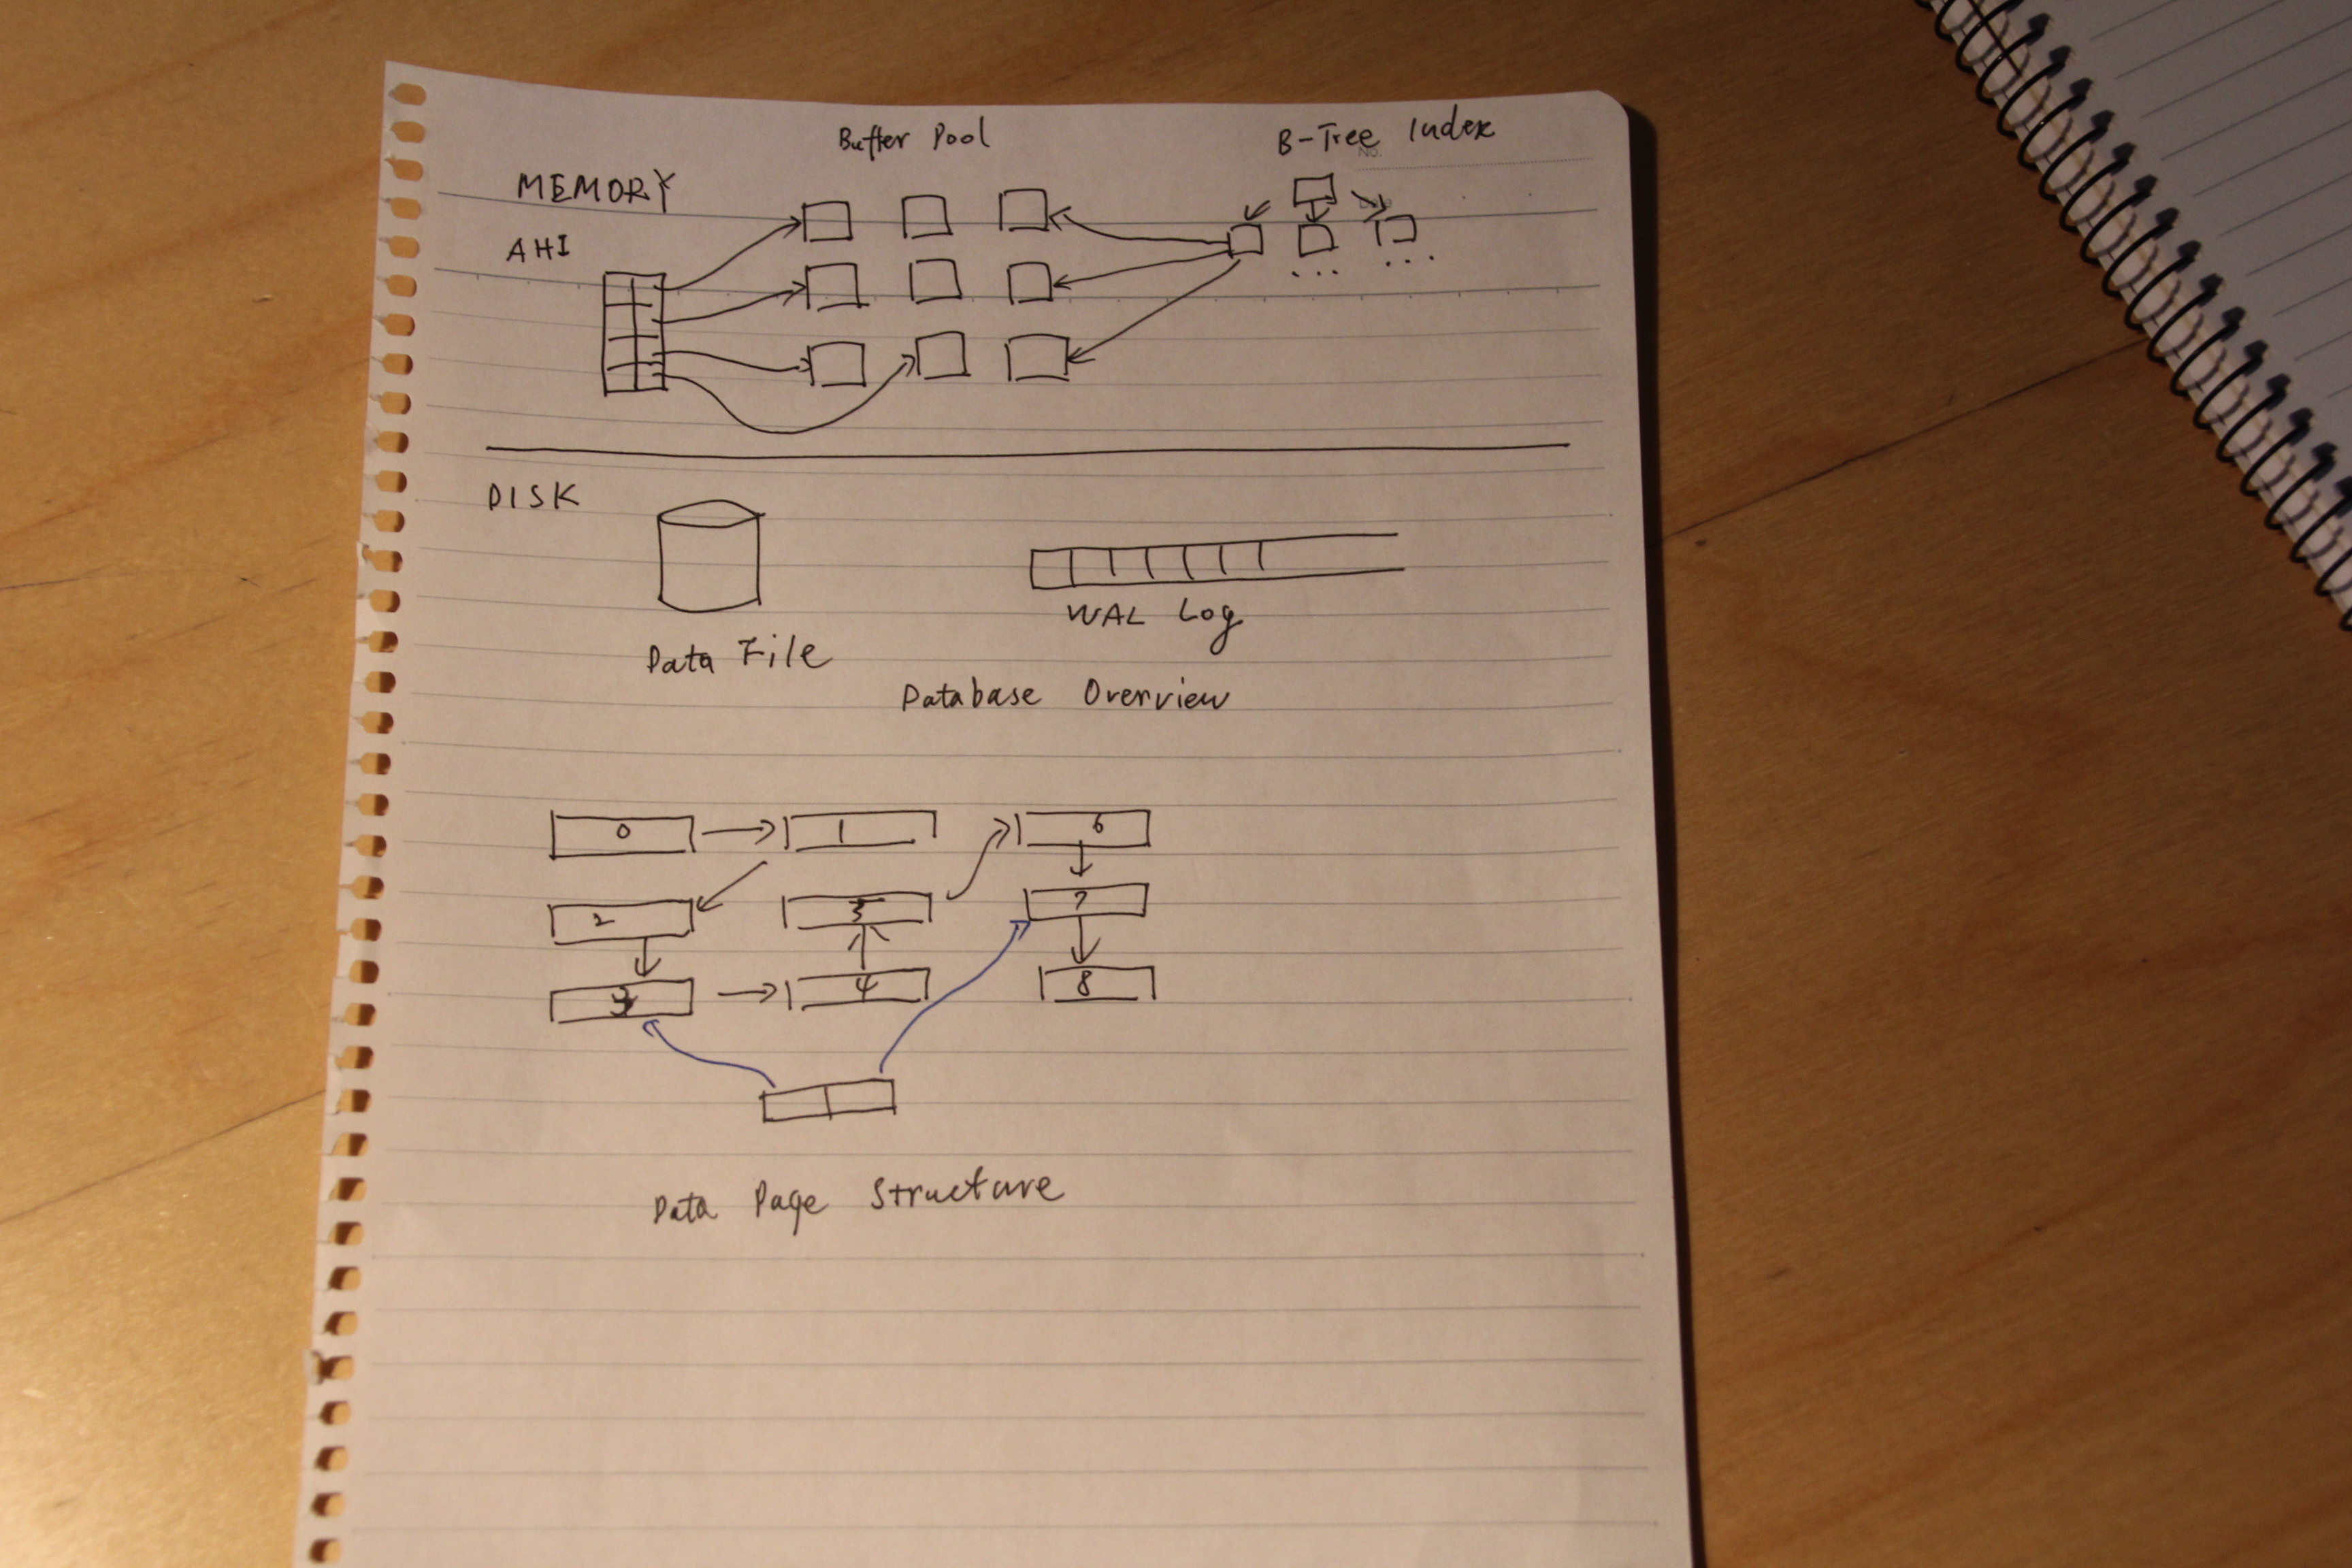 Buffer Pool
B-Tree Index
No.
MEMORY
AHI
... ...
DISK
WAL Log
Data File
Database Overview
0 1 6
2 5 7
3 4 8
Data Page Structure